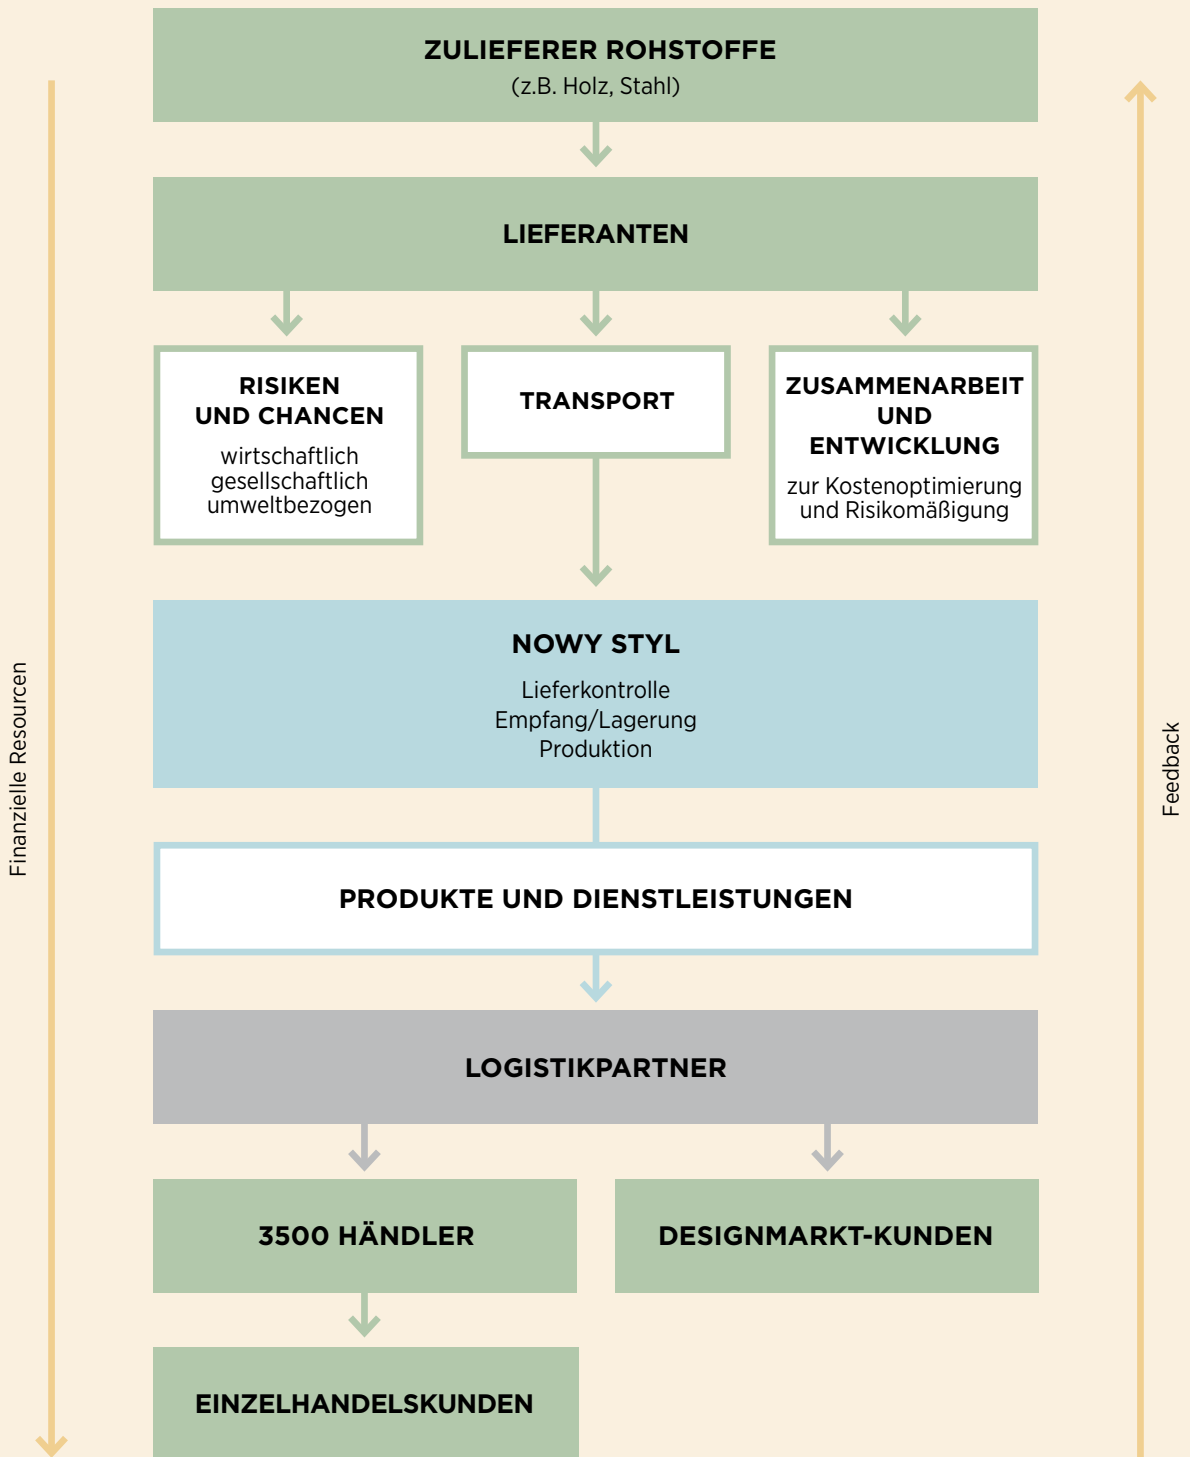 ZULIEFERER ROHSTOFFE
(z.B. Holz, Stahl)
LIEFERANTEN
RISIKEN
UND CHANCEN
wirtschaftlich
gesellschaftlich
umweltbezogen
TRANSPORT
ZUSAMMENARBEIT
UND
ENTWICKLUNG
zur Kostenoptimierung
und Risikomäßigung
NOWY STYL
Lieferkontrolle
Empfang/Lagerung
Produktion
PRODUKTE UND DIENSTLEISTUNGEN
LOGISTIKPARTNER
3500 HÄNDLER
DESIGNMARKT-KUNDEN
EINZELHANDELSKUNDEN
Finanzielle Resourcen
Feedback